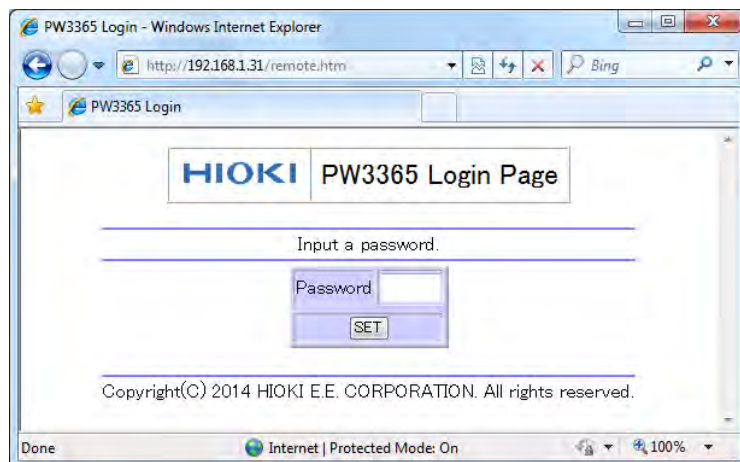 PW3365 Login - Windows Internet Explorer
http://192.168.1.31/remote.htm
Bing
PW3365 Login
HIOKI PW3365 Login Page
Input a password.
Password
SET
Copyright(C) 2014 HIOKI E.E. CORPORATION. All rights reserved.
Done Internet | Protected Mode: On 100%